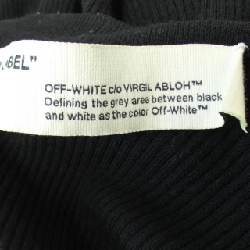 OFF-WHITE c/o VIRGIL ABLOH™
Defining the grey area between black
and white as the color Off-White™